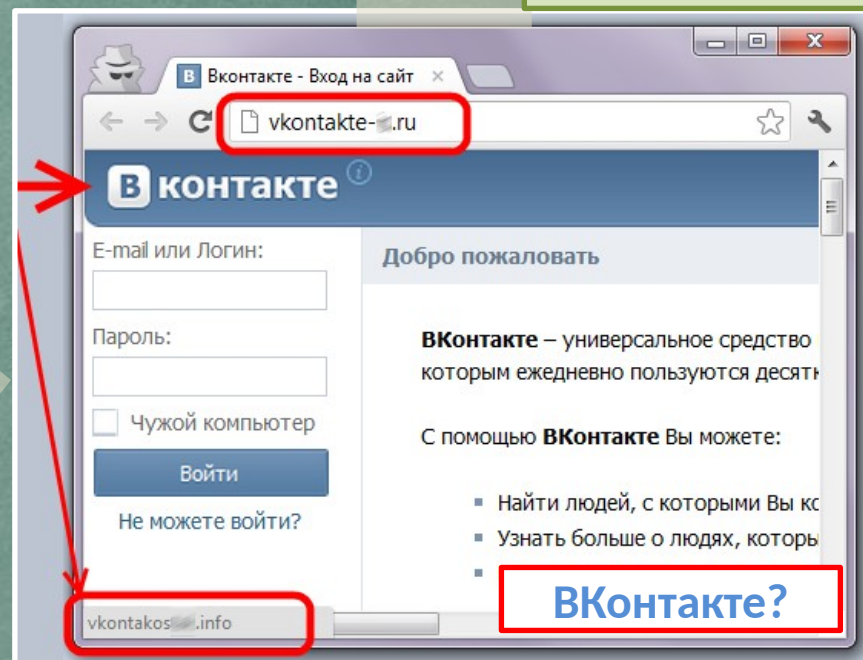 Вконтакте - Вход на сайт
vkontakte- .ru
В контакте
E-mail или Логин:
Пароль:
Чужой компьютер
Войти
Не можете войти?
Добро пожаловать
ВКонтакте – универсальное средство
которым ежедневно пользуются десятк
С помощью ВКонтакте Вы можете:
Найти людей, с которыми Вы кс
Узнать больше о людях, которы
ВКонтакте?
vkontakos .info